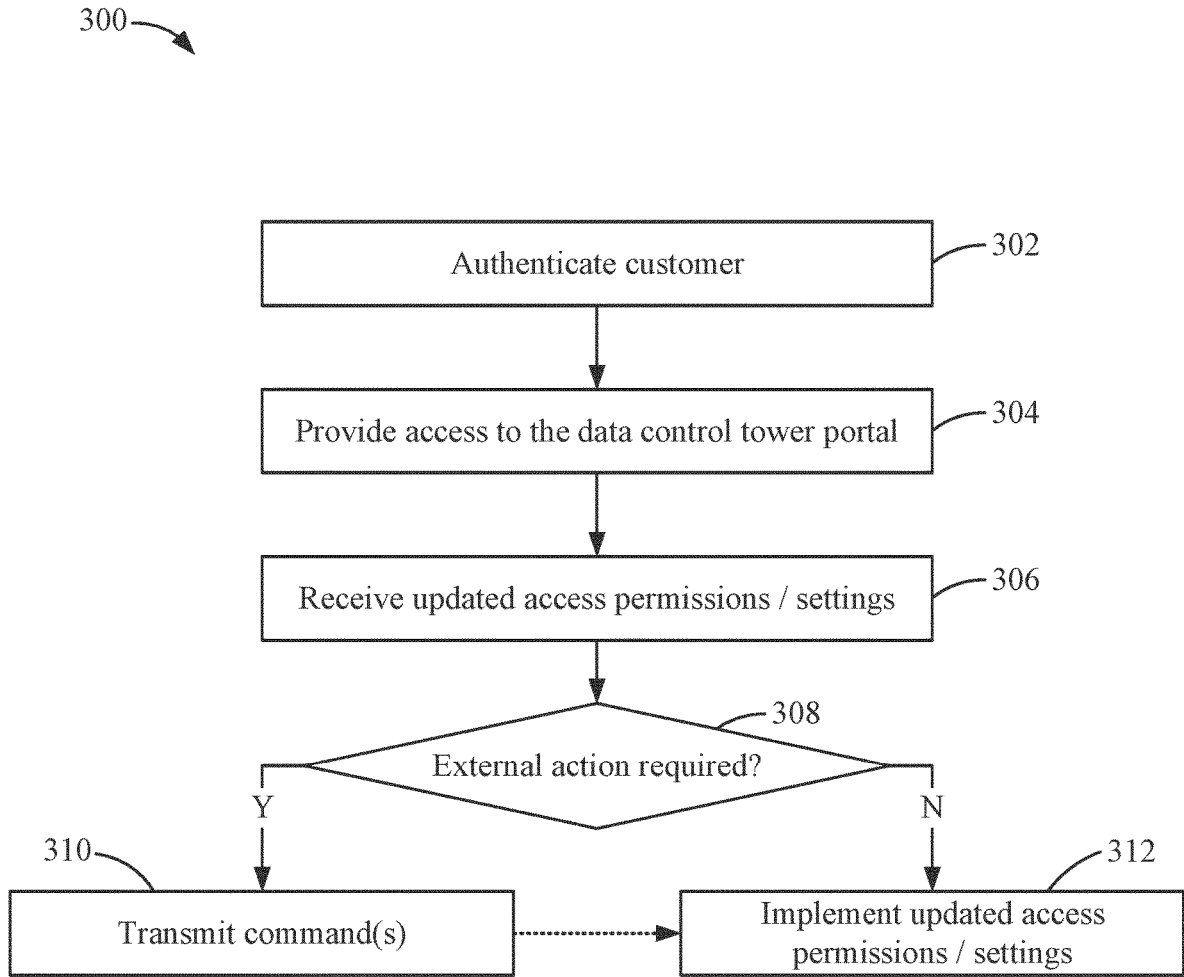 300
Authenticate customer
302
Provide access to the data control tower portal
304
Receive updated access permissions / settings
306
External action required?
308
Y
N
310
Transmit command(s)
312
Implement updated access
permissions / settings